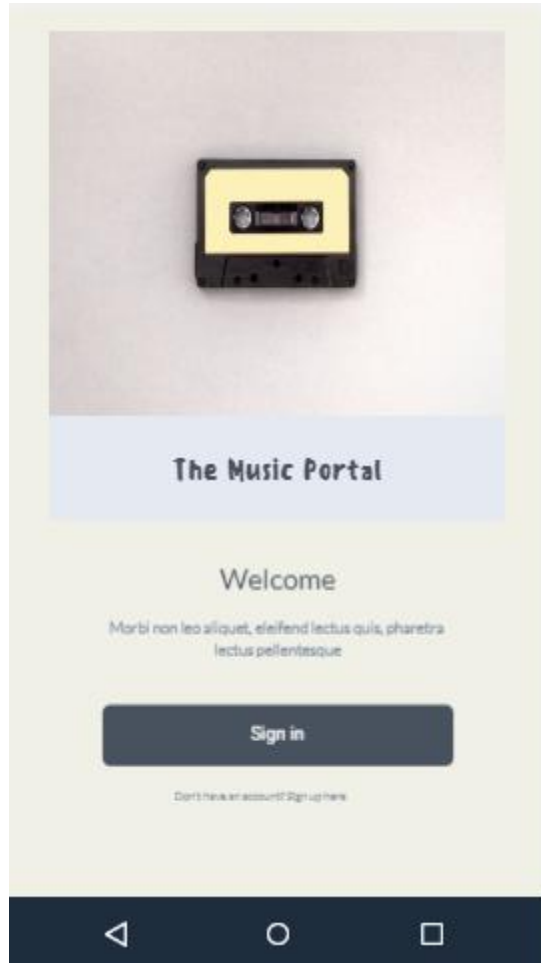 The Music Portal
Welcome
Morbi non leo aliquet, eleifend lectus quis, pharetra
lectus pellentesque
Sign in
Don't have an account? Sign up here